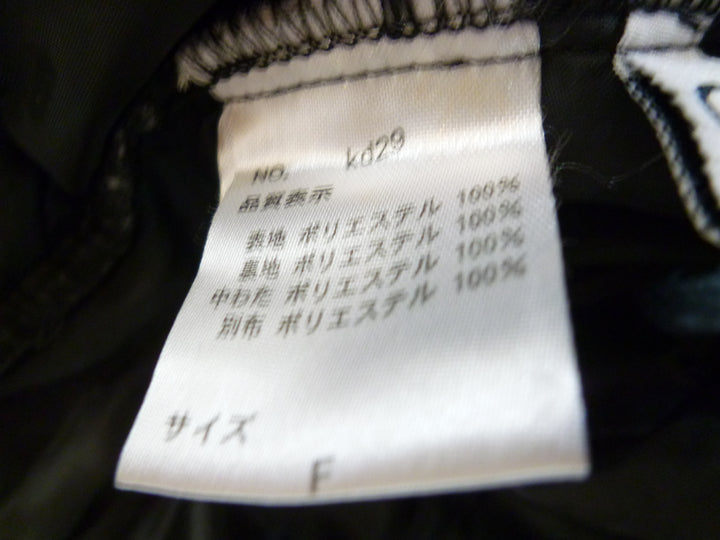 NO. kd29
品質表示
表地 ポリエステル 100%
裏地 ポリエステル 100%
中わた ポリエステル 100%
別布 ポリエステル 100%
サイズ
F